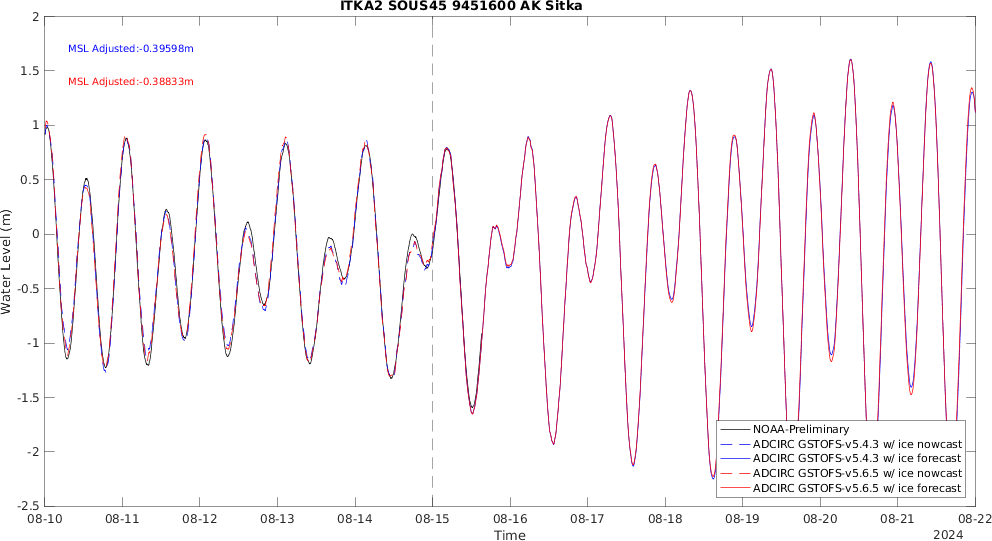 ITKA2 SOUS45 9451600 AK Sitka
MSL Adjusted:-0.39598m
MSL Adjusted:-0.38833m
Water Level (m)
2
1.5
1
0.5
0
-0.5
-1
-1.5
-2
-2.5
NOAA-Preliminary
ADCIRC GSTOFS-v5.4.3 w/ ice nowcast
ADCIRC GSTOFS-v5.4.3 w/ ice forecast
ADCIRC GSTOFS-v5.6.5 w/ ice nowcast
ADCIRC GSTOFS-v5.6.5 w/ ice forecast
08-10 08-11 08-12 08-13 08-14 08-15 08-16 08-17 08-18 08-19 08-20 08-21 08-22
Time
2024